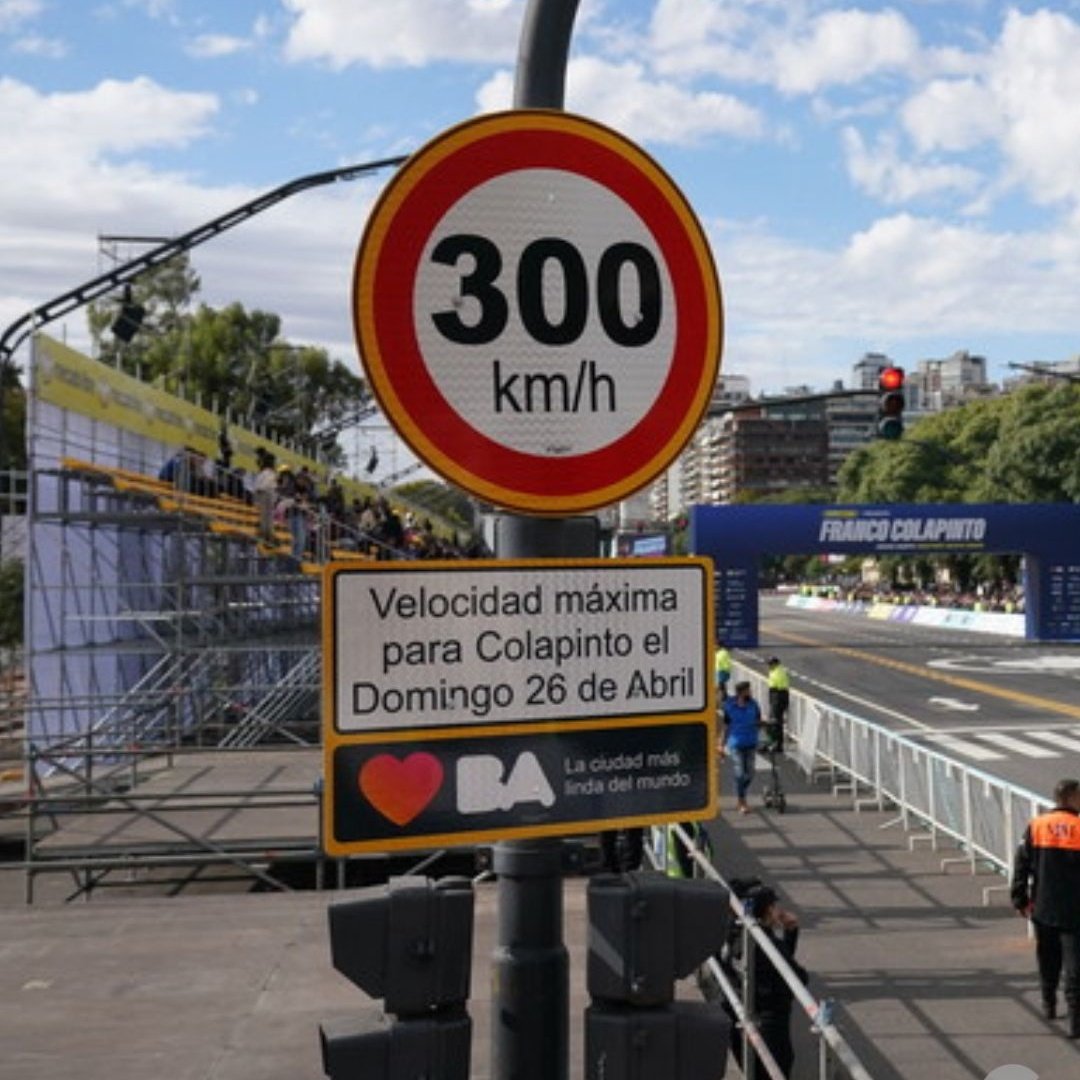 300
km/h
FRANCO COLAPINTO
Velocidad máxima
para Colapinto el
Domingo 26 de Abril
BA
La ciudad más
linda del mundo